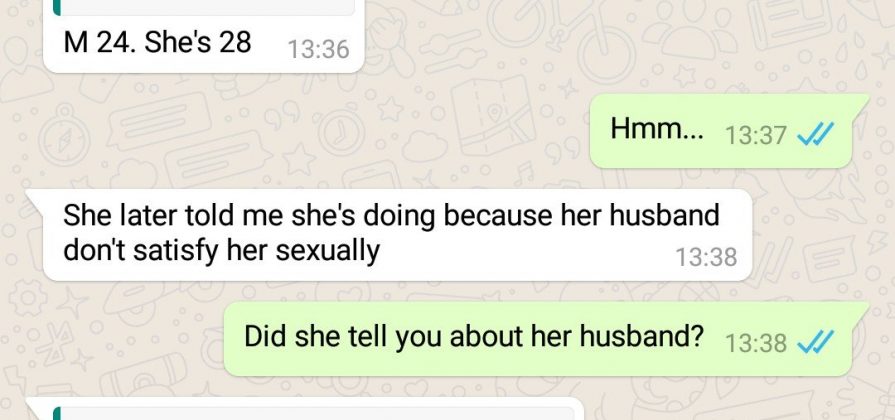 M 24. She's 28 13:36
Hmm... 13:37
She later told me she's doing because her husband
don't satisfy her sexually 13:38
Did she tell you about her husband? 13:38